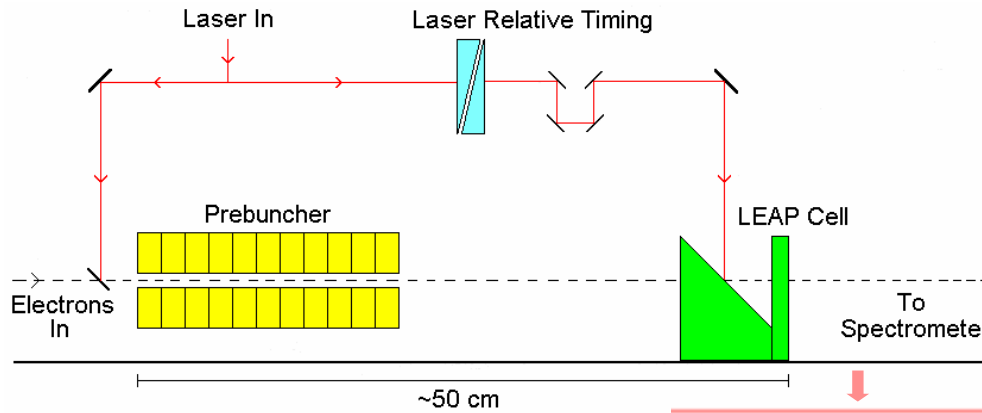 Laser In
Laser Relative Timing
Prebuncher
LEAP Cell
Electrons
In
To
Spectromete
~50 cm